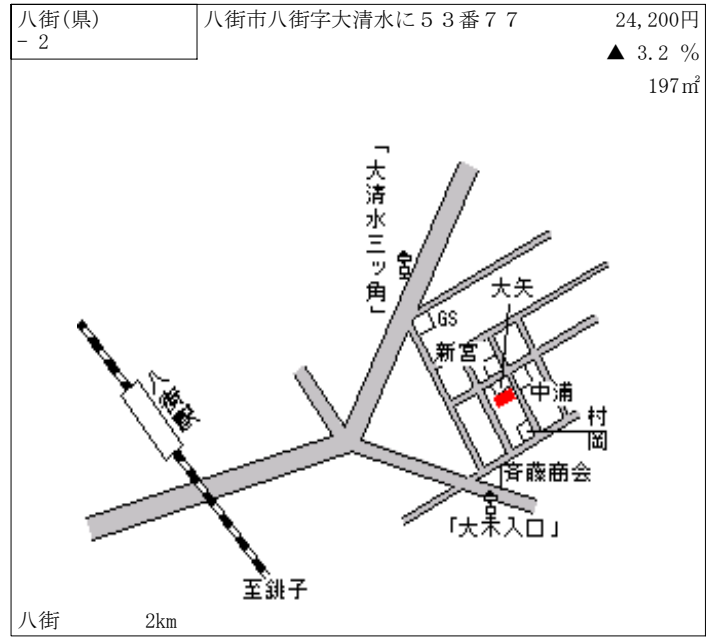 八街(県)
- 2
八街市八街字大清水に５３番７７
24,200円
▲ 3.2 %
197㎡
「大清水三ッ角」
大矢
GS
新宮
中浦
村岡
八街駅
斉藤商会
「大木入口」
至銚子
八街 2km